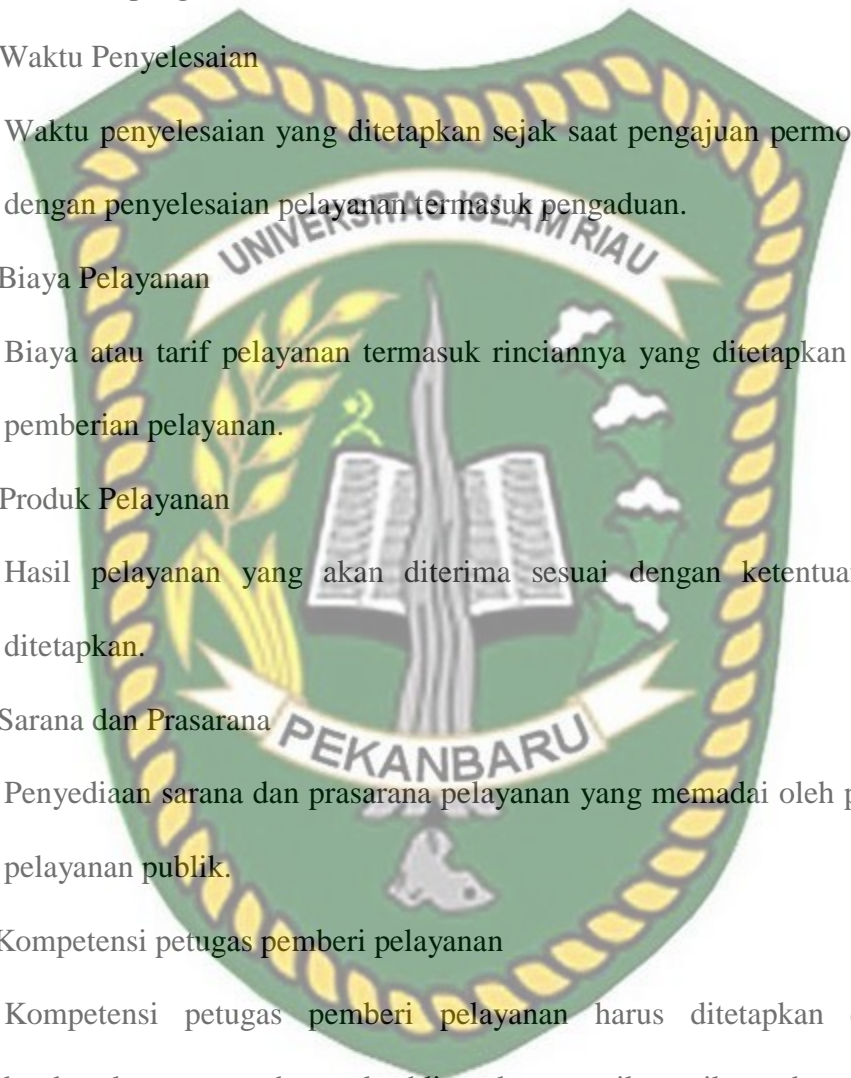 Waktu Penyelesaian
Waktu penyelesaian yang ditetapkan sejak saat pengajuan permo
dengan penyelesaian pelayanan termasuk pengaduan.
UNIVERSITAS ISLAM RIAU
Biaya Pelayanan
Biaya atau tarif pelayanan termasuk rinciannya yang ditetapkan
pemberian pelayanan.
Produk Pelayanan
Hasil pelayanan yang akan diterima sesuai dengan ketentuan
ditetapkan.
Sarana dan Prasarana
PEKANBARU
Penyediaan sarana dan prasarana pelayanan yang memadai oleh p
pelayanan publik.
Kompetensi petugas pemberi pelayanan
Kompetensi petugas pemberi pelayanan harus ditetapkan